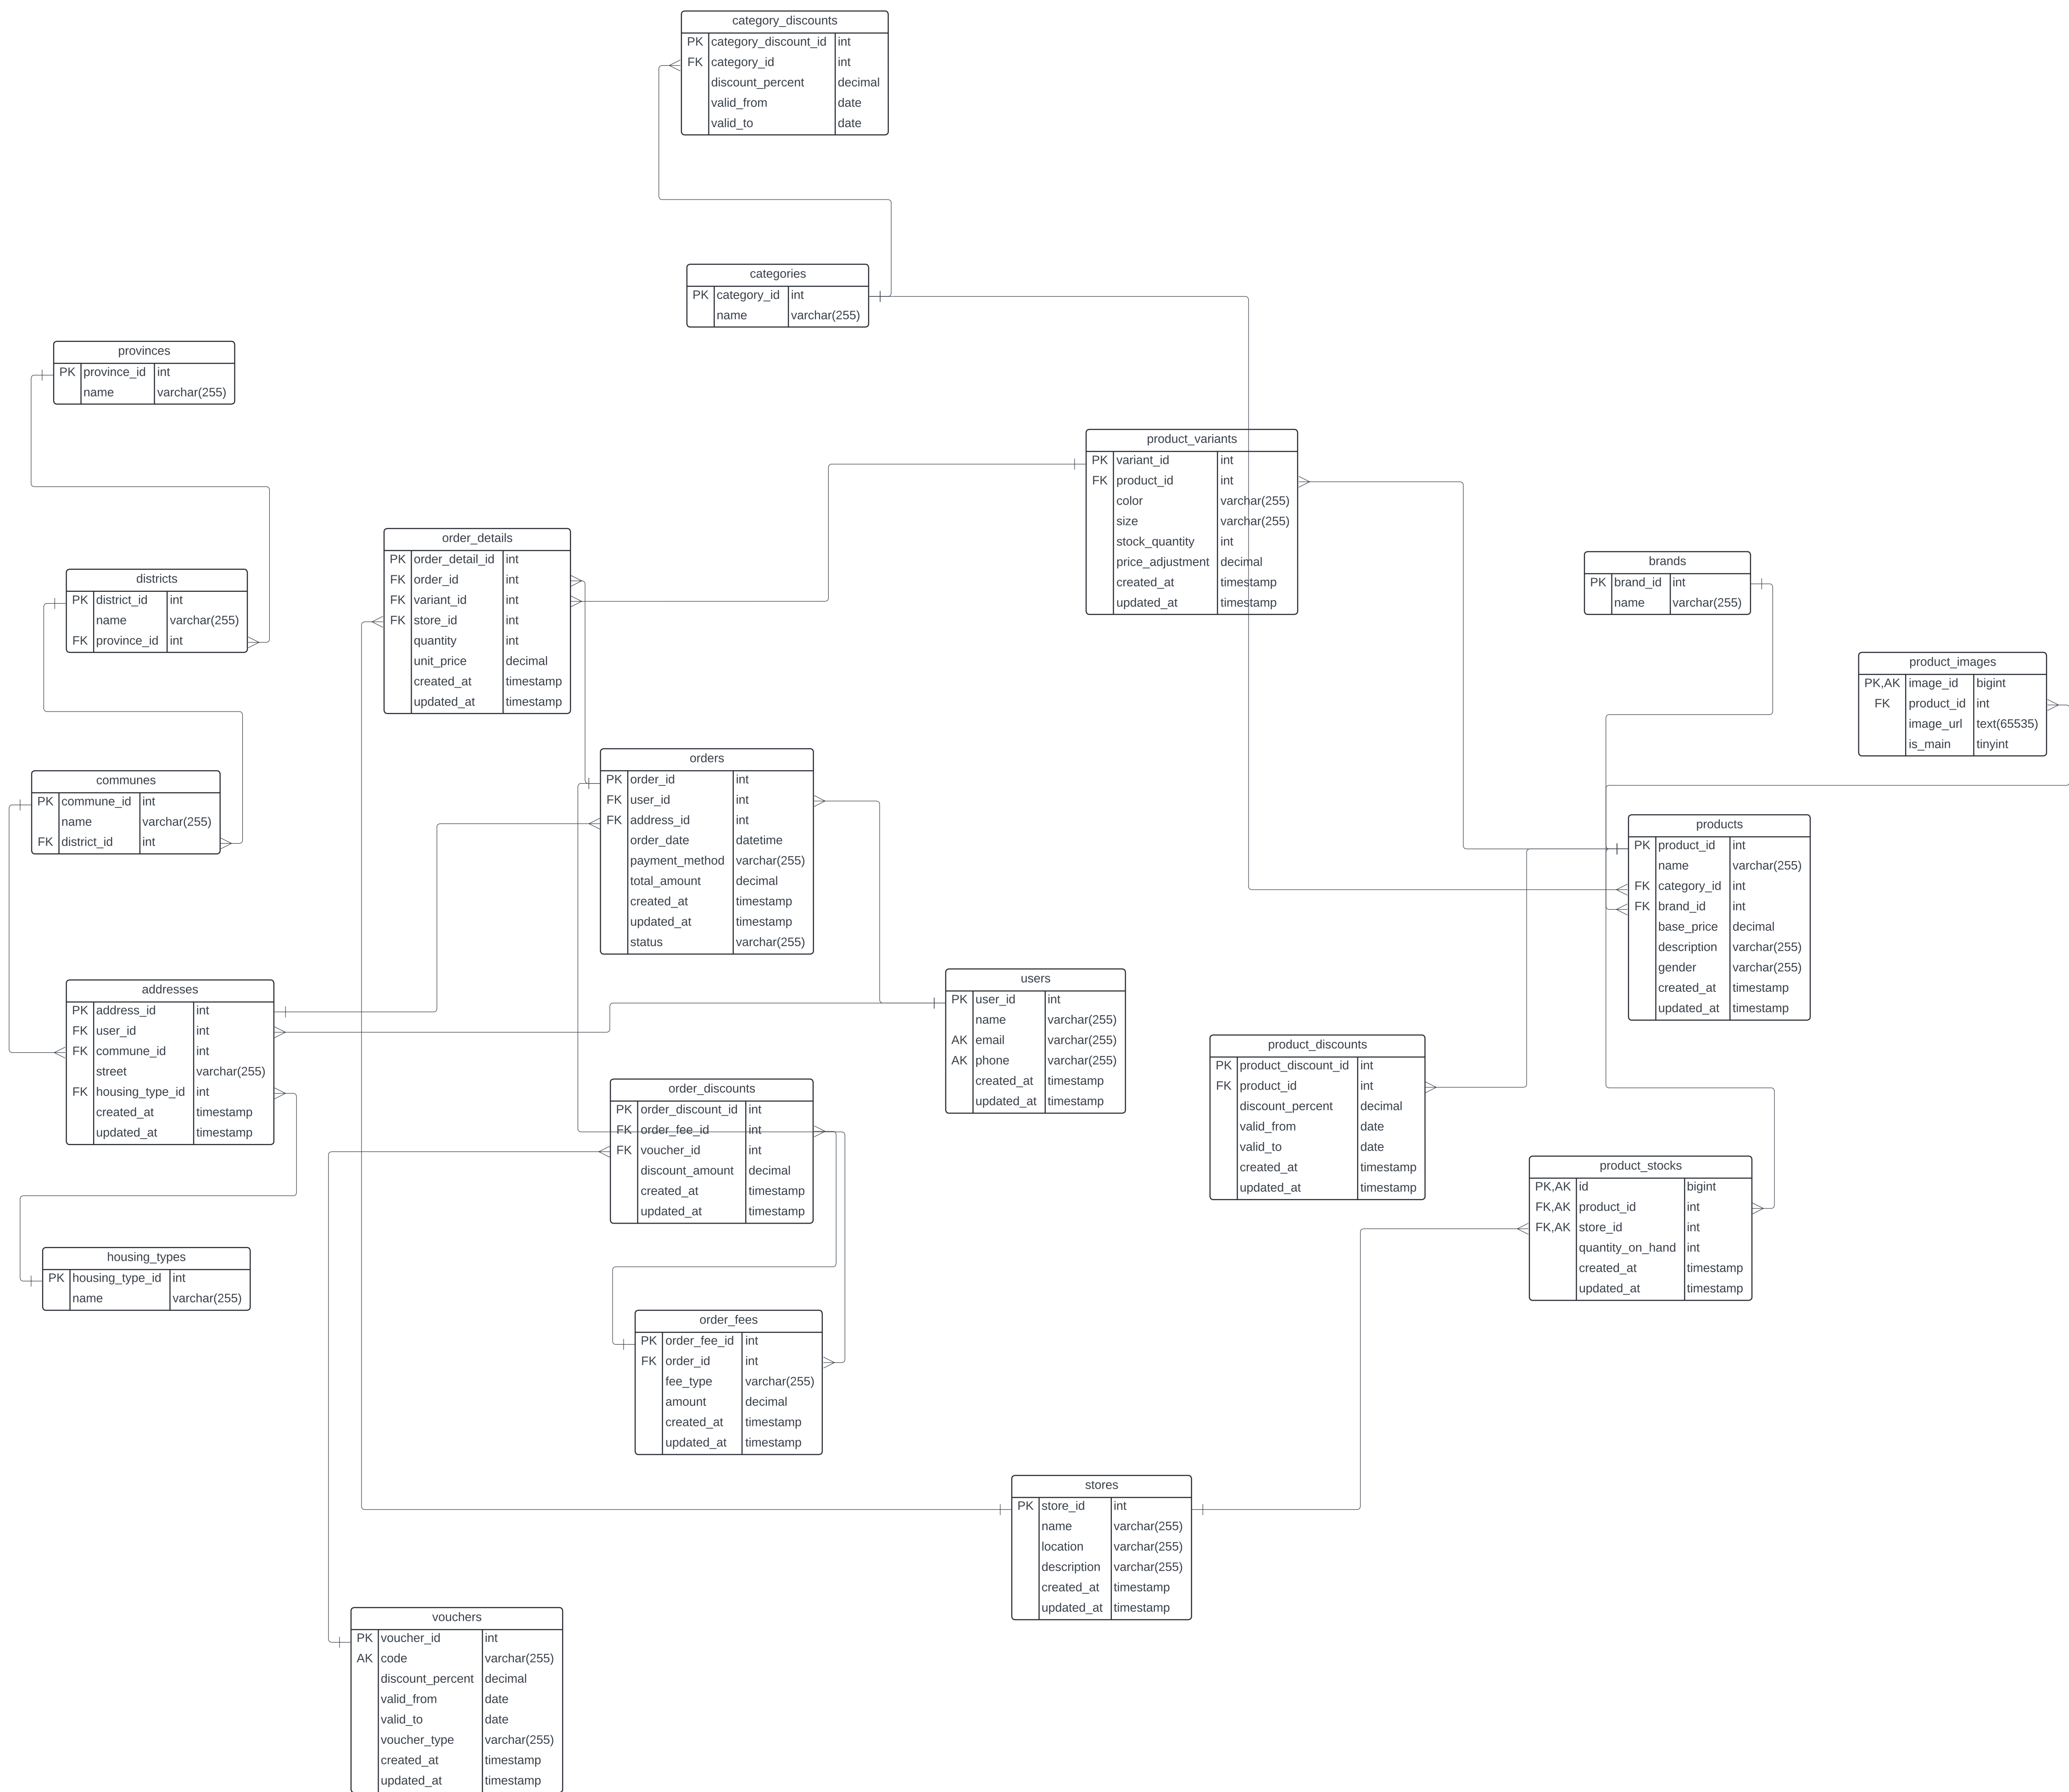 category_discounts
PK category_discount_id int
FK category_id int
discount_percent decimal
valid_from date
valid_to date
categories
PK category_id int
name varchar(255)
provinces
PK province_id int
name varchar(255)
product_variants
PK variant_id int
FK product_id int
color varchar(255)
size varchar(255)
stock_quantity int
price_adjustment decimal
created_at timestamp
updated_at timestamp
order_details
PK order_detail_id int
FK order_id int
FK variant_id int
FK store_id int
quantity int
unit_price decimal
created_at timestamp
updated_at timestamp
brands
PK brand_id int
name varchar(255)
districts
PK district_id int
name varchar(255)
FK province_id int
product_images
PK,AK image_id bigint
FK product_id int
image_url text(65535)
is_main tinyint
orders
PK order_id int
FK user_id int
FK address_id int
order_date datetime
payment_method varchar(255)
total_amount decimal
created_at timestamp
updated_at timestamp
status varchar(255)
communes
PK commune_id int
name varchar(255)
FK district_id int
products
PK product_id int
name varchar(255)
FK category_id int
FK brand_id int
base_price decimal
description varchar(255)
gender varchar(255)
created_at timestamp
updated_at timestamp
users
PK user_id int
name varchar(255)
AK email varchar(255)
AK phone varchar(255)
created_at timestamp
updated_at timestamp
addresses
PK address_id int
FK user_id int
FK commune_id int
street varchar(255)
FK housing_type_id int
created_at timestamp
updated_at timestamp
product_discounts
PK product_discount_id int
FK product_id int
discount_percent decimal
valid_from date
valid_to date
created_at timestamp
updated_at timestamp
order_discounts
PK order_discount_id int
FK order_fee_id int
FK voucher_id int
discount_amount decimal
created_at timestamp
updated_at timestamp
product_stocks
PK,AK id bigint
FK,AK product_id int
FK,AK store_id int
quantity_on_hand int
created_at timestamp
updated_at timestamp
housing_types
PK housing_type_id int
name varchar(255)
order_fees
PK order_fee_id int
FK order_id int
fee_type varchar(255)
amount decimal
created_at timestamp
updated_at timestamp
stores
PK store_id int
name varchar(255)
location varchar(255)
description varchar(255)
created_at timestamp
updated_at timestamp
vouchers
PK voucher_id int
AK code varchar(255)
discount_percent decimal
valid_from date
valid_to date
voucher_type varchar(255)
created_at timestamp
updated_at timestamp